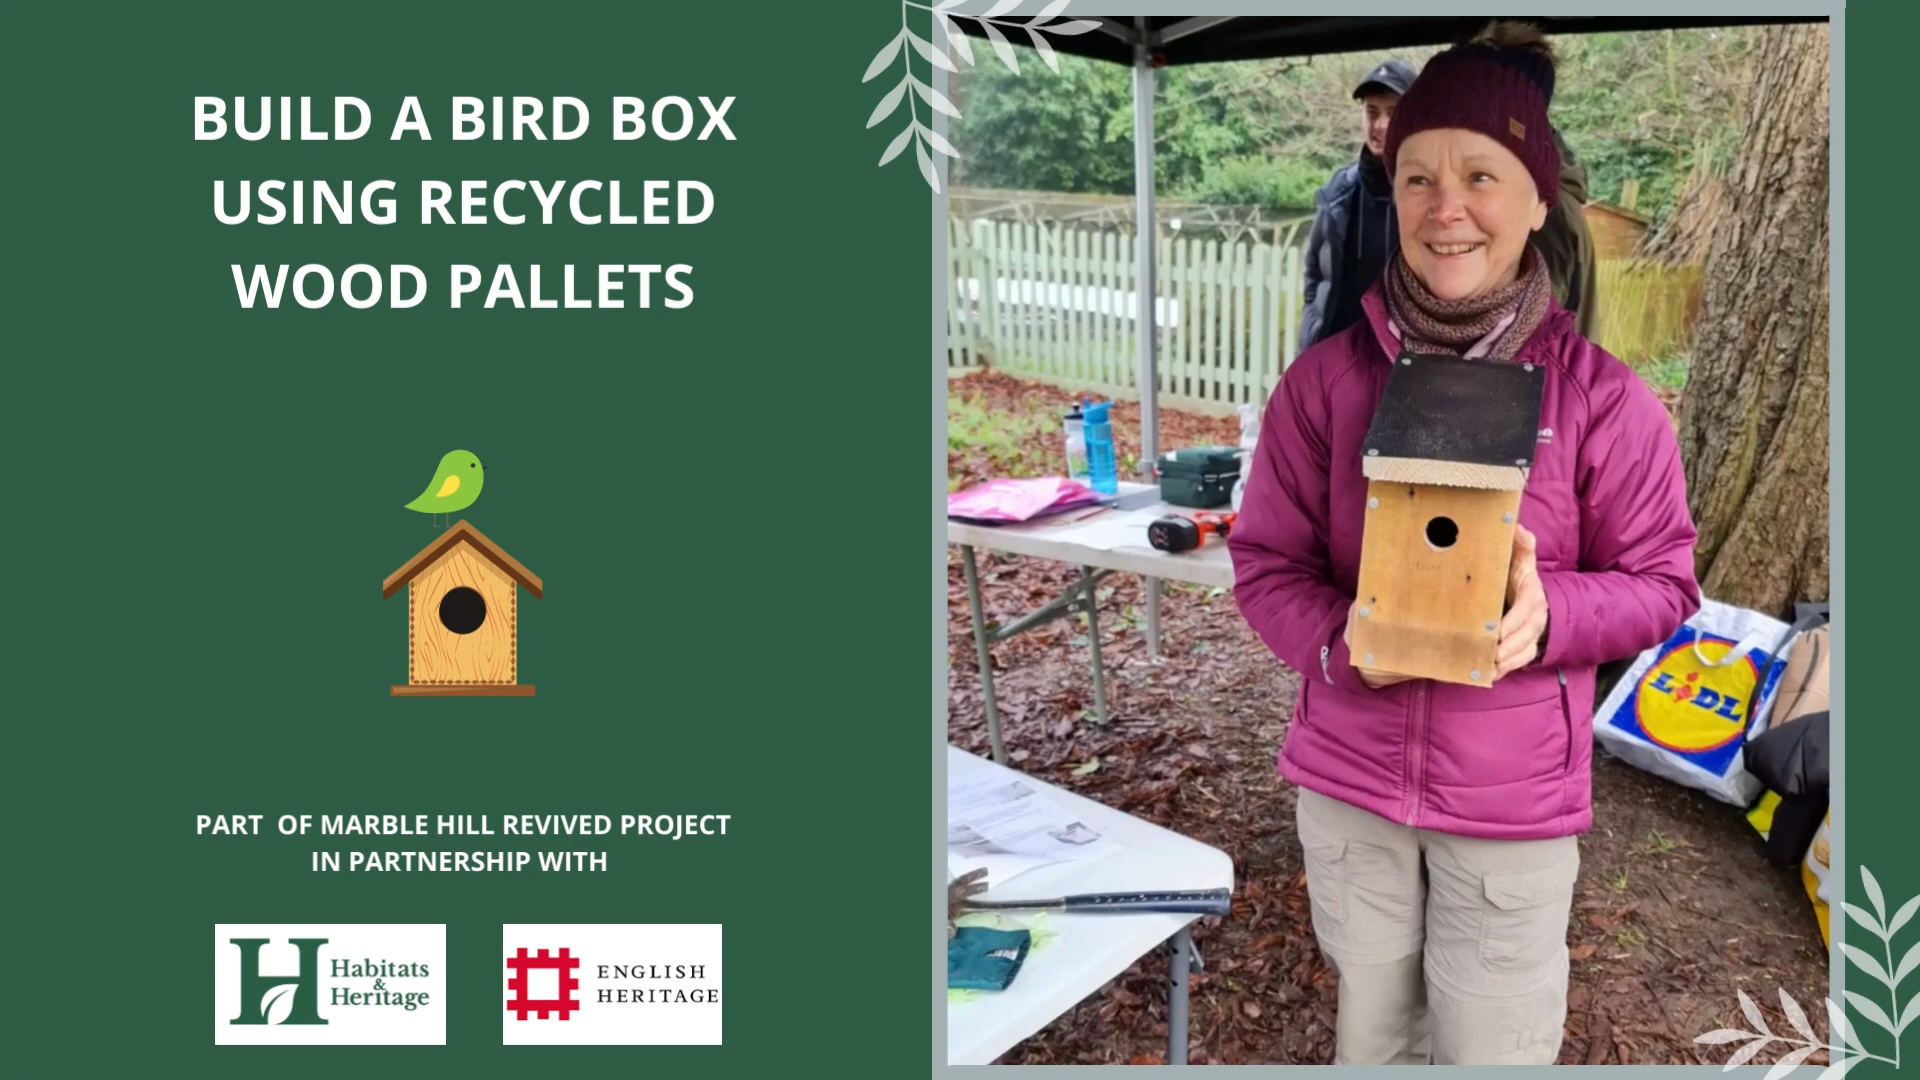 BUILD A BIRD BOX
USING RECYCLED
WOOD PALLETS
PART OF MARBLE HILL REVIVED PROJECT
IN PARTNERSHIP WITH
Habitats
&
Heritage
ENGLISH
HERITAGE
LIDL